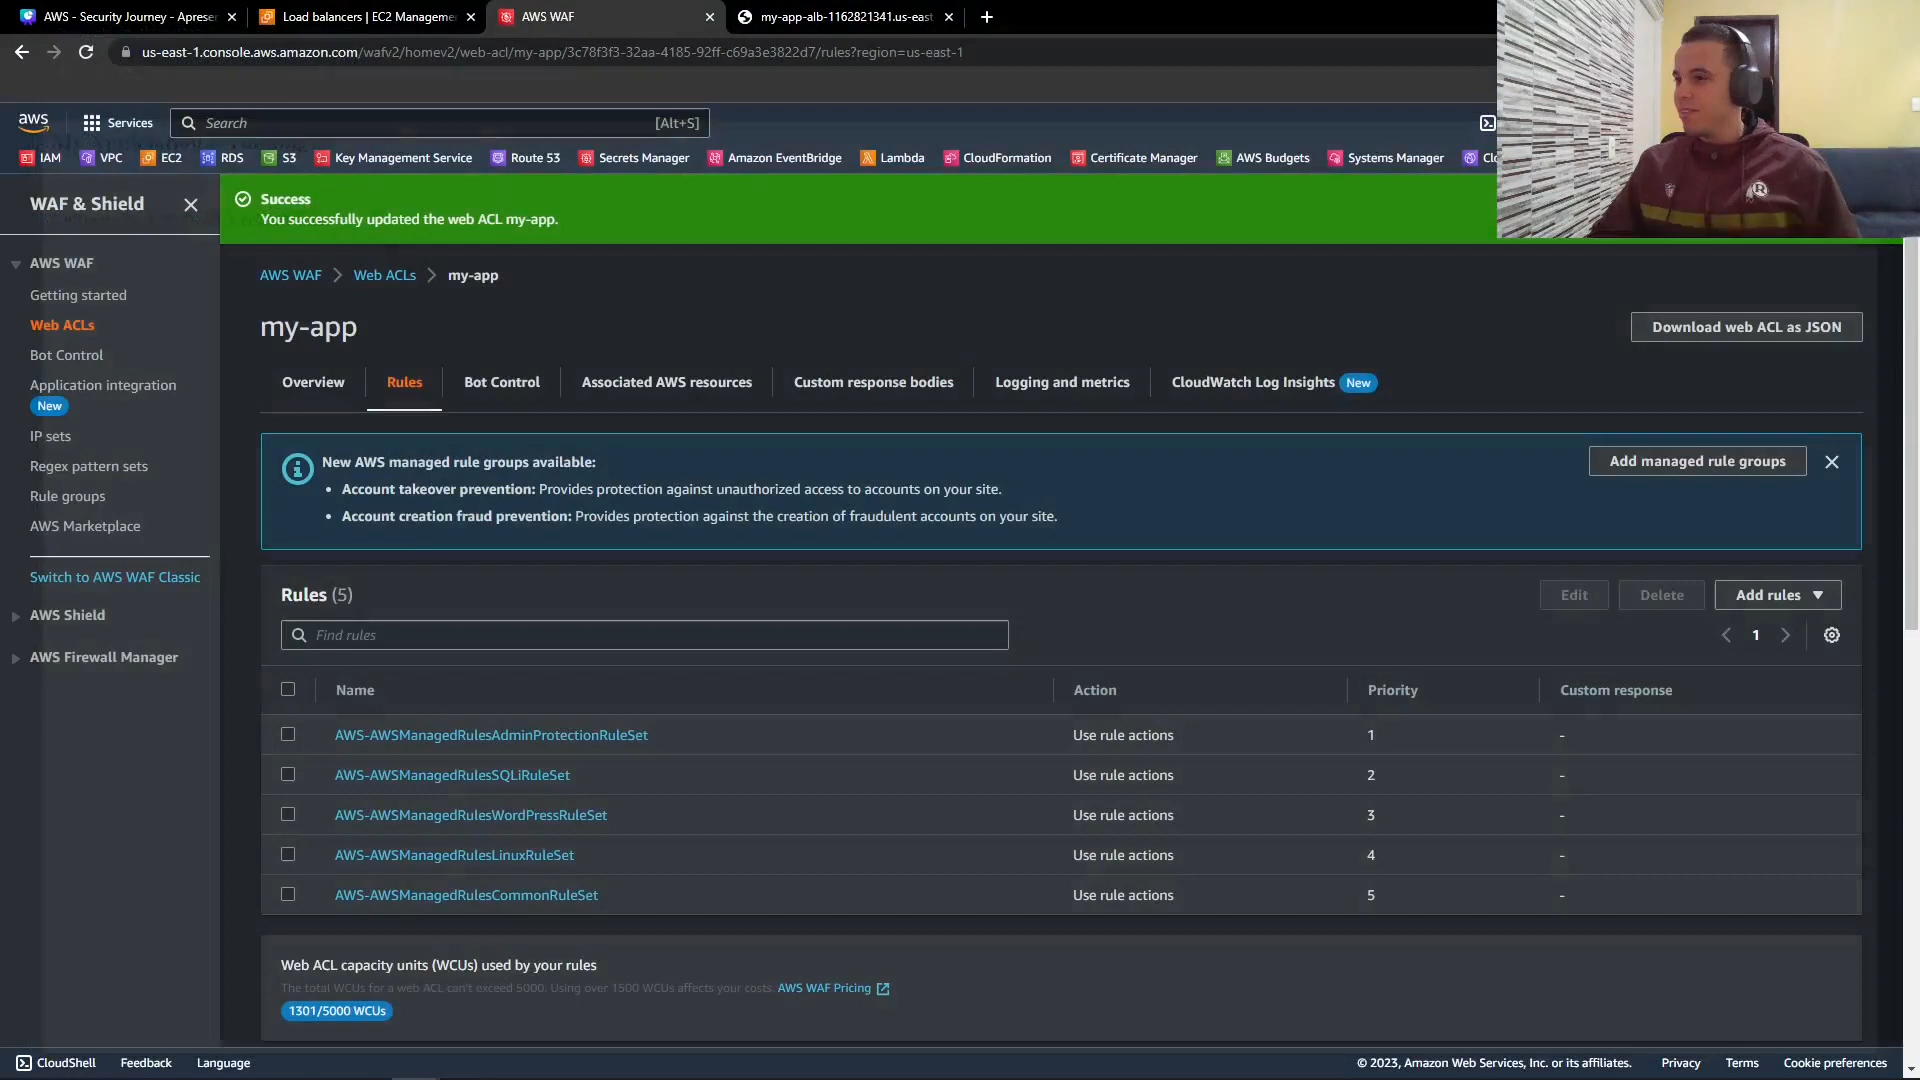 AWS - Security Journey - Apreser
Load balancers | EC2 Manageme
AWS WAF
my-app-alb-1162821341.us-east
us-east-1.console.aws.amazon.com/wafv2/homev2/web-acl/my-app/3c78f3f3-32aa-4185-92ff-c69a3e3822d7/rules?region=us-east-1
aws
Services
Search
[Alt+S]
IAM
VPC
EC2
RDS
S3
Key Management Service
Route 53
Secrets Manager
Amazon EventBridge
Lambda
CloudFormation
Certificate Manager
AWS Budgets
Systems Manager
WAF & Shield
Success
You successfully updated the web ACL my-app.
AWS WAF
Getting started
Web ACLs
Bot Control
Application integration
New
IP sets
Regex pattern sets
Rule groups
AWS Marketplace
Switch to AWS WAF Classic
AWS Shield
AWS Firewall Manager
AWS WAF
Web ACLs
my-app
my-app
Download web ACL as JSON
Overview
Rules
Bot Control
Associated AWS resources
Custom response bodies
Logging and metrics
CloudWatch Log Insights New
New AWS managed rule groups available:
• Account takeover prevention: Provides protection against unauthorized access to accounts on your site.
• Account creation fraud prevention: Provides protection against the creation of fraudulent accounts on your site.
Add managed rule groups
Rules (5)
Edit
Delete
Add rules
Find rules
1
Name Action Priority Custom response
AWS-AWSManagedRulesAdminProtectionRuleSet Use rule actions 1 -
AWS-AWSManagedRulesSQLiRuleSet Use rule actions 2 -
AWS-AWSManagedRulesWordPressRuleSet Use rule actions 3 -
AWS-AWSManagedRulesLinuxRuleSet Use rule actions 4 -
AWS-AWSManagedRulesCommonRuleSet Use rule actions 5 -
Web ACL capacity units (WCUs) used by your rules
The total WCUs for a web ACL can't exceed 5000. Using over 1500 WCUs affects your costs. AWS WAF Pricing
1301/5000 WCUs
CloudShell
Feedback
Language
© 2023, Amazon Web Services, Inc. or its affiliates.
Privacy
Terms
Cookie preferences